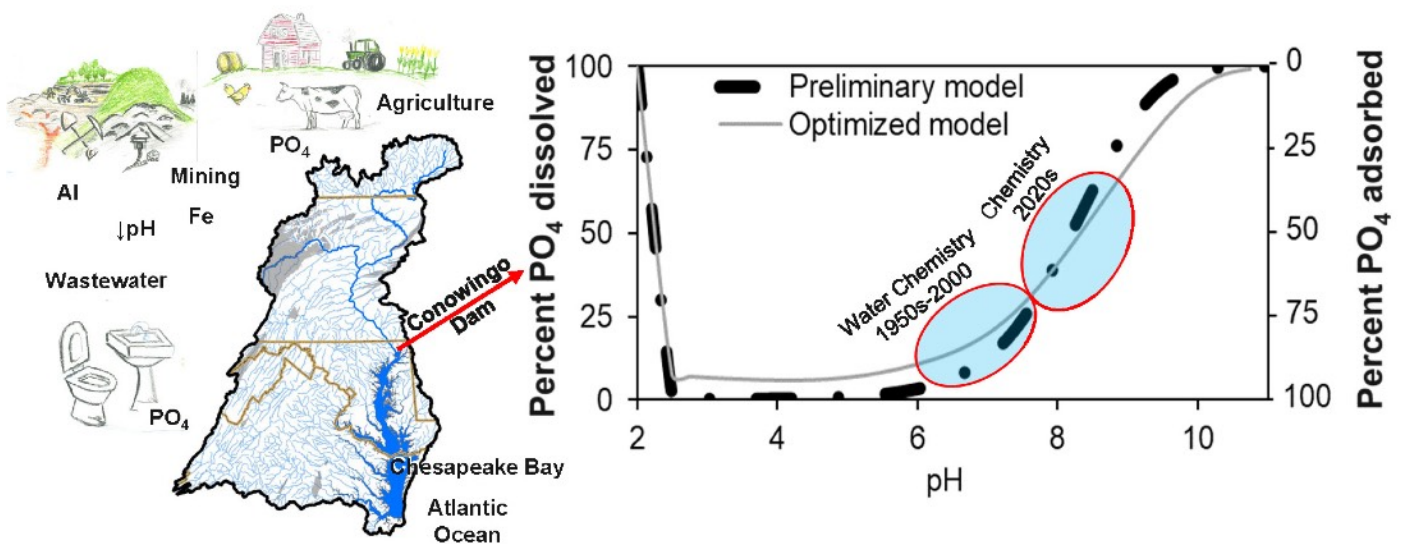 Agriculture
PO4
Mining
Al
Fe
↓pH
Wastewater
PO4
Conowingo
Dam
Chesapeake Bay
Atlantic
Ocean
Percent PO4 dissolved
100
75
50
25
0
Preliminary model
Optimized model
Water Chemistry
1950s-2000
Chemistry
2020s
2
4
6
8
10
pH
0
25
50
75
100
Percent PO4 adsorbed